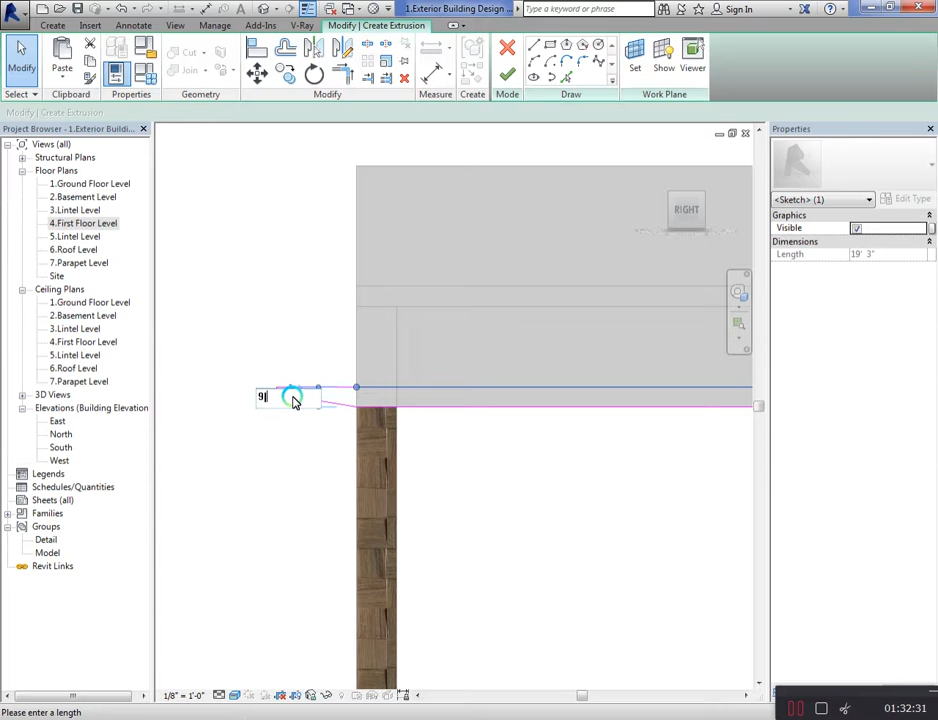 1.Exterior Building Design ...
Type a keyword or phrase
Sign In
Create
Insert
Annotate
View
Manage
Add-Ins
V-Ray
Modify | Create Extrusion
Modify
Paste
Cut
Join
Set
Show
Viewer
Select
Clipboard
Properties
Geometry
Modify
Measure
Create
Mode
Draw
Work Plane
Modify | Create Extrusion
Project Browser - 1.Exterior Buildi...
Views (all)
Structural Plans
Floor Plans
1.Ground Floor Level
2.Basement Level
3.Lintel Level
4.First Floor Level
5.Lintel Level
6.Roof Level
7.Parapet Level
Site
Ceiling Plans
1.Ground Floor Level
2.Basement Level
3.Lintel Level
4.First Floor Level
5.Lintel Level
6.Roof Level
7.Parapet Level
3D Views
Elevations (Building Elevation
East
North
South
West
Legends
Schedules/Quantities
Sheets (all)
Families
Groups
Detail
Model
Revit Links
RIGHT
9
Properties
<Sketch> (1)
Edit Type
Graphics
Visible
Dimensions
Length 19' 3"
1/8" = 1'-0"
Please enter a length
01:32:31